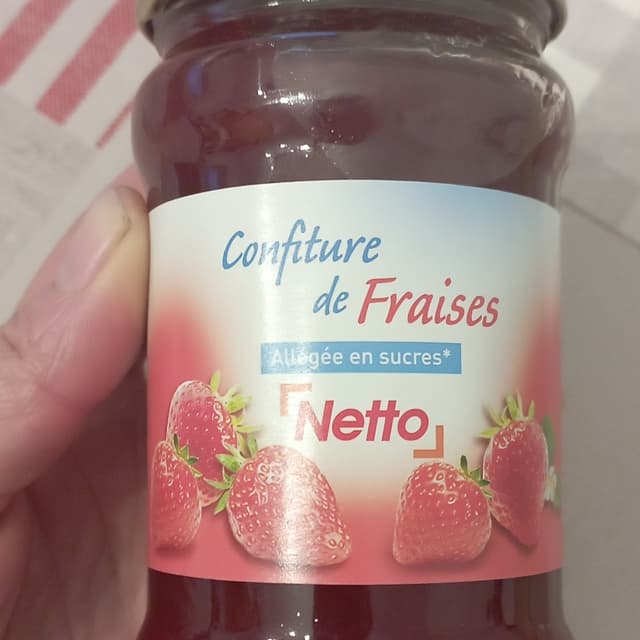 Confiture
de Fraises
Allégée en sucres*
Netto